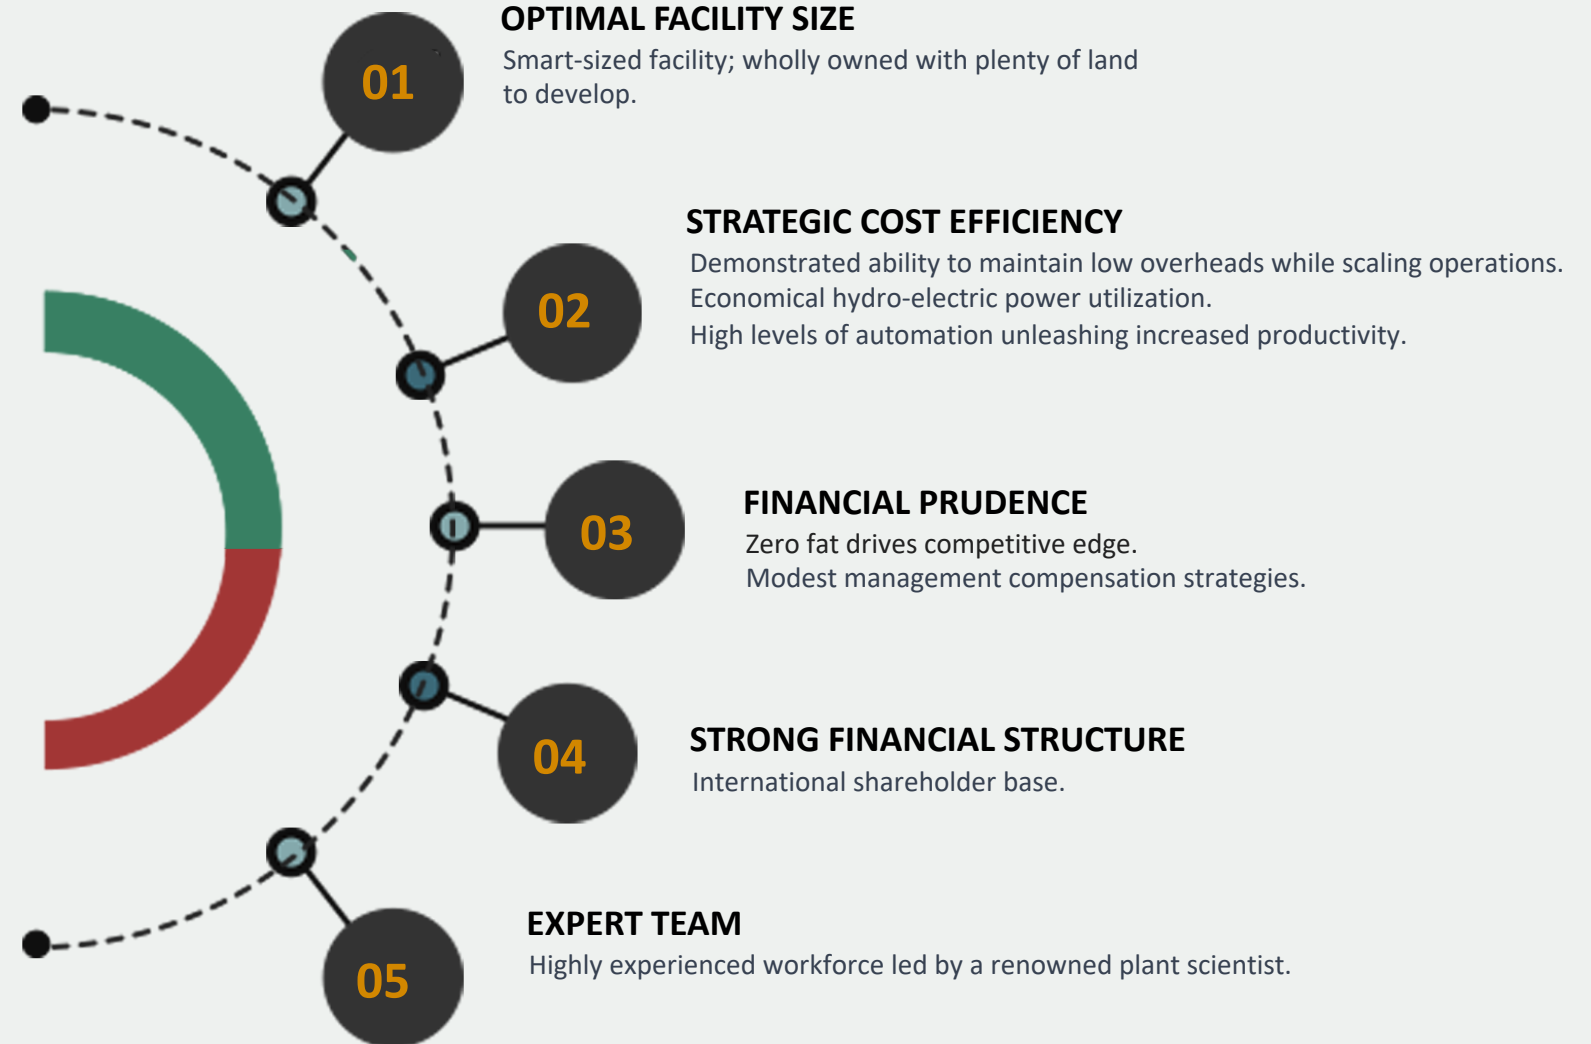 01
OPTIMAL FACILITY SIZE
Smart-sized facility; wholly owned with plenty of land
to develop.
02
STRATEGIC COST EFFICIENCY
Demonstrated ability to maintain low overheads while scaling operations.
Economical hydro-electric power utilization.
High levels of automation unleashing increased productivity.
03
FINANCIAL PRUDENCE
Zero fat drives competitive edge.
Modest management compensation strategies.
04
STRONG FINANCIAL STRUCTURE
International shareholder base.
05
EXPERT TEAM
Highly experienced workforce led by a renowned plant scientist.